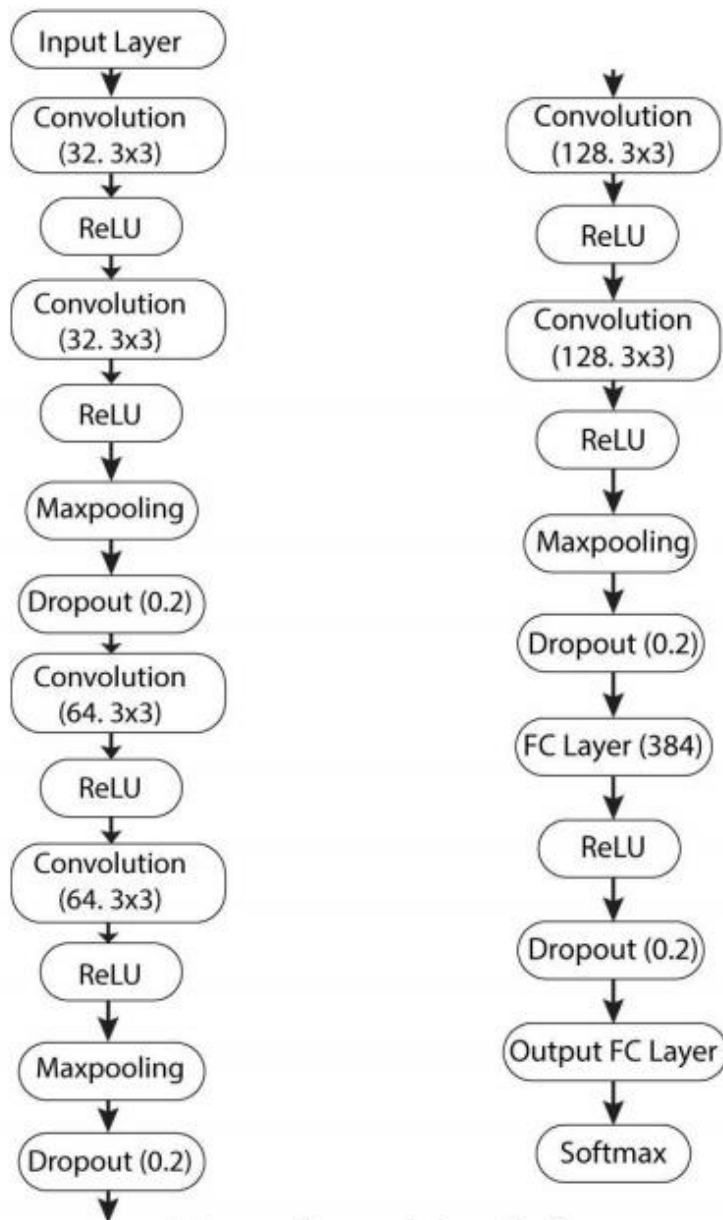 Input Layer
Convolution
(32. 3x3)
ReLU
Convolution
(32. 3x3)
ReLU
Maxpooling
Dropout (0.2)
Convolution
(64. 3x3)
ReLU
Convolution
(64. 3x3)
ReLU
Maxpooling
Dropout (0.2)
Convolution
(128. 3x3)
ReLU
Convolution
(128. 3x3)
ReLU
Maxpooling
Dropout (0.2)
FC Layer (384)
ReLU
Dropout (0.2)
Output FC Layer
Softmax